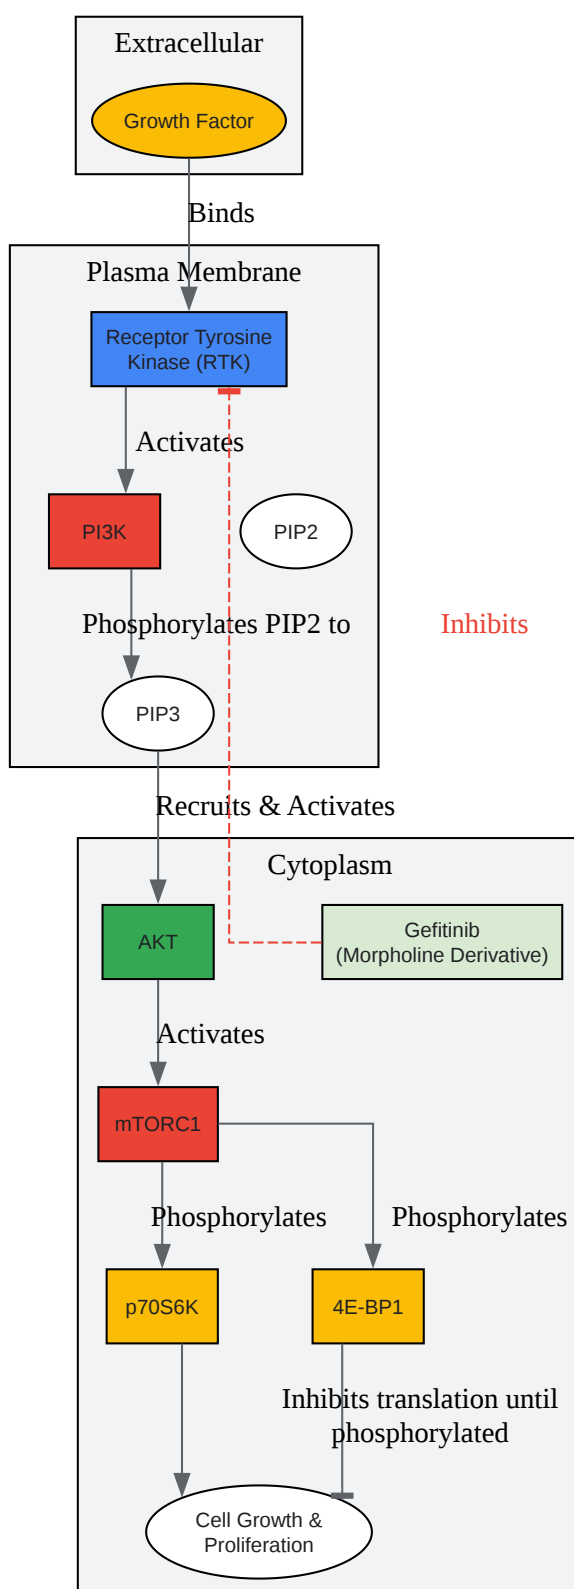 Extracellular
Growth Factor
Binds
Plasma Membrane
Receptor Tyrosine
Kinase (RTK)
Activates
PI3K
PIP2
Phosphorylates PIP2 to
Inhibits
PIP3
Recruits & Activates
Cytoplasm
AKT
Gefitinib
(Morpholine Derivative)
Activates
mTORC1
Phosphorylates
Phosphorylates
p70S6K
4E-BP1
Inhibits translation until
phosphorylated
Cell Growth &
Proliferation